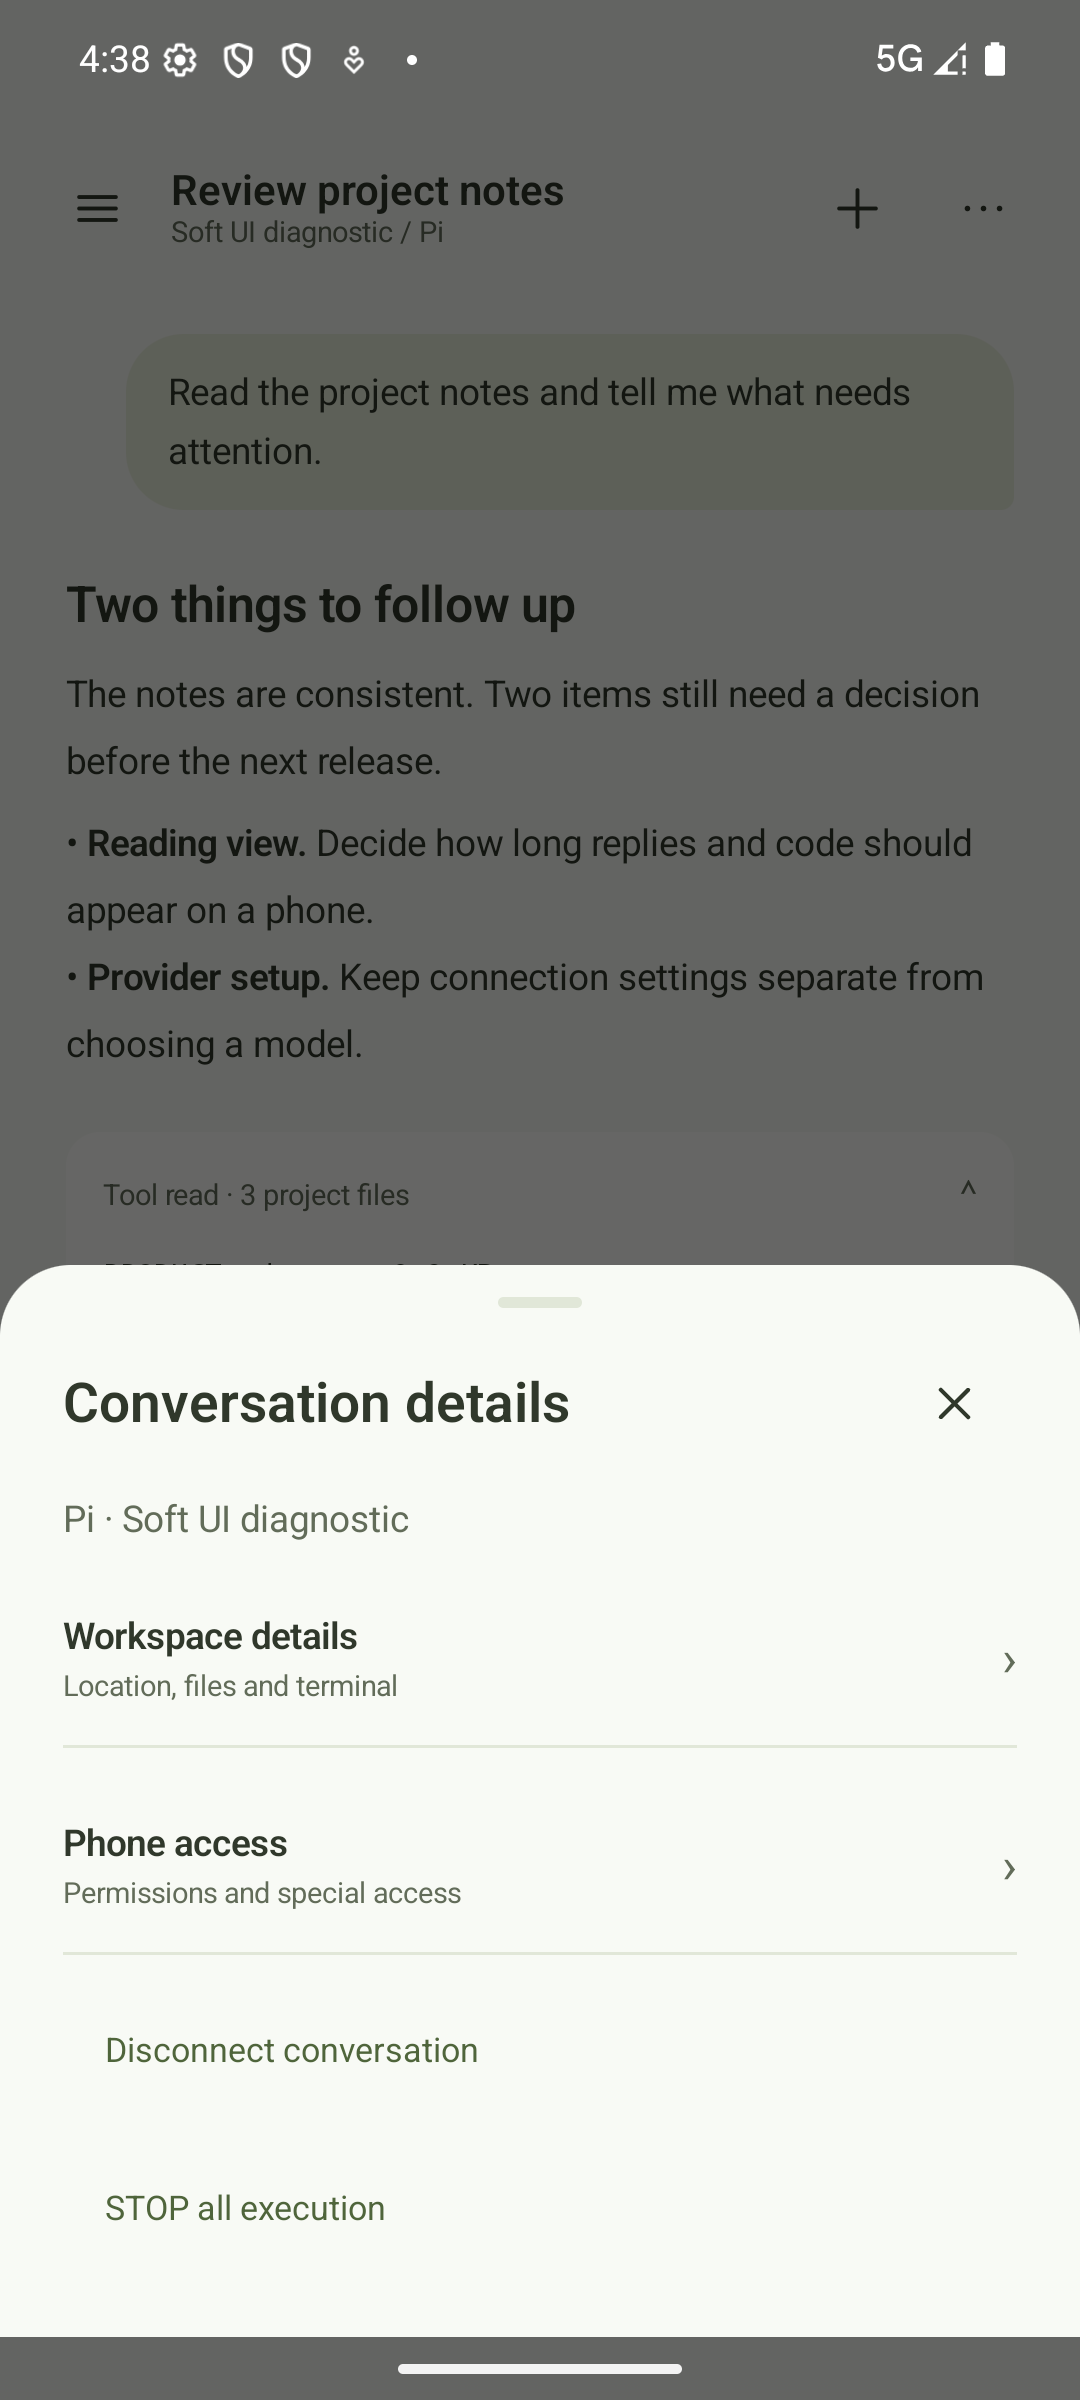 4:38
5G
Review project notes
Soft UI diagnostic / Pi
Read the project notes and tell me what needs
attention.
Two things to follow up
The notes are consistent. Two items still need a decision
before the next release.
• Reading view. Decide how long replies and code should
appear on a phone.
• Provider setup. Keep connection settings separate from
choosing a model.
Tool read · 3 project files
Conversation details
Pi · Soft UI diagnostic
Workspace details
Location, files and terminal
Phone access
Permissions and special access
Disconnect conversation
STOP all execution